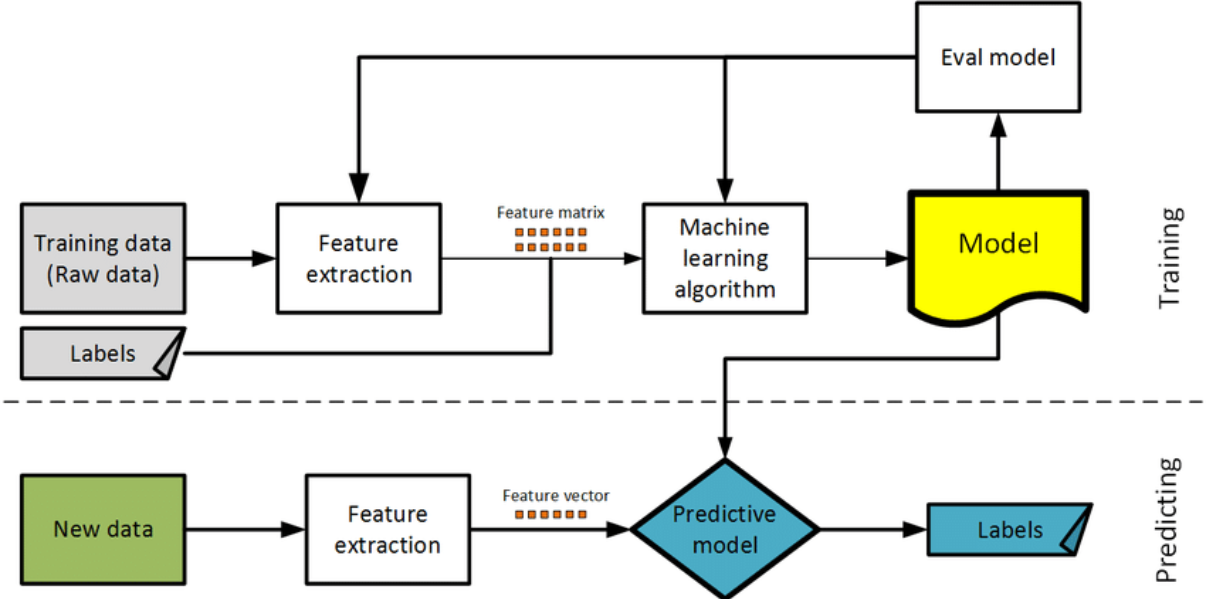 Eval model
Feature matrix
Training data
(Raw data)
Feature
extraction
Machine
learning
algorithm
Model
Training
Labels
New data
Feature
extraction
Feature vector
Predictive
model
Labels
Predicting